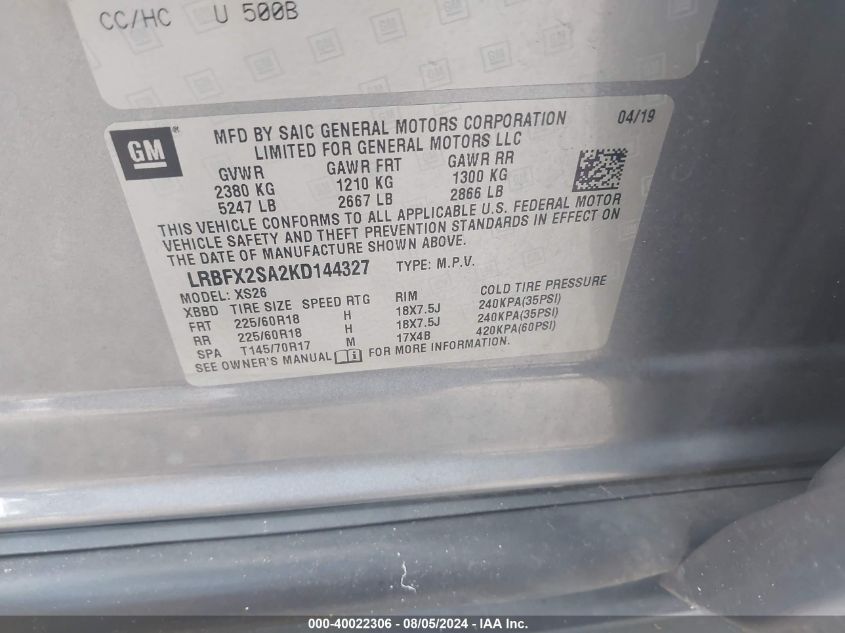 CC/HC U 500B
GM
MFD BY SAIC GENERAL MOTORS CORPORATION 04/19
LIMITED FOR GENERAL MOTORS LLC
GVWR GAWR FRT GAWR RR
2380 KG 1210 KG 1300 KG
5247 LB 2667 LB 2866 LB
THIS VEHICLE CONFORMS TO ALL APPLICABLE U.S. FEDERAL MOTOR
VEHICLE SAFETY AND THEFT PREVENTION STANDARDS IN EFFECT ON
THE DATE OF MANUFACTURE SHOWN ABOVE.
LRBFX2SA2KD144327 TYPE: M.P.V.
MODEL: XS26
XBBD TIRE SIZE SPEED RTG RIM COLD TIRE PRESSURE
FRT 225/60R18 H 18X7.5J 240KPA(35PSI)
RR 225/60R18 H 18X7.5J 240KPA(35PSI)
SPA T145/70R17 M 17X4B 420KPA(60PSI)
SEE OWNER'S MANUAL FOR MORE INFORMATION.
000-40022306 - 08/05/2024 - IAA Inc.